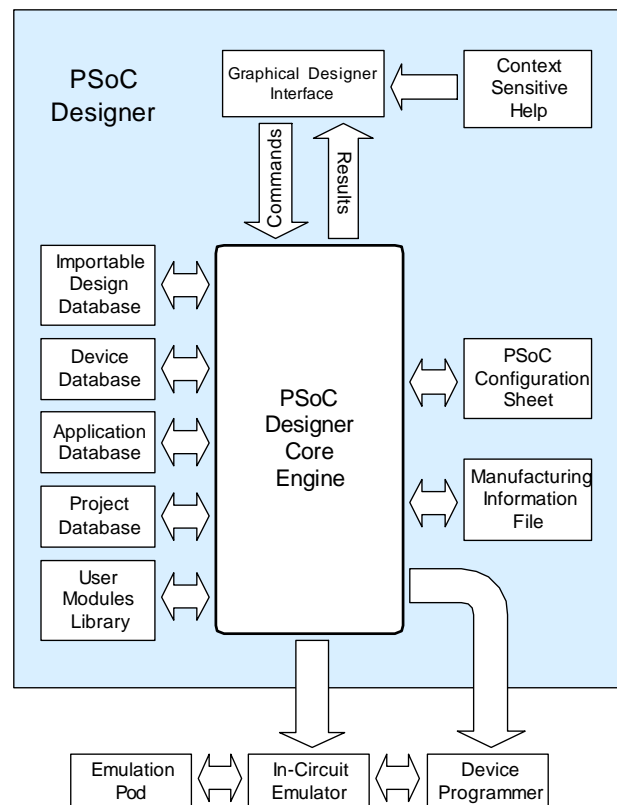 PSoC
Designer
Graphical Designer
Interface
Context
Sensitive
Help
Commands
Results
Importable
Design
Database
Device
Database
Application
Database
Project
Database
User
Modules
Library
PSoC
Designer
Core
Engine
PSoC
Configuration
Sheet
Manufacturing
Information
File
Emulation
Pod
In-Circuit
Emulator
Device
Programmer